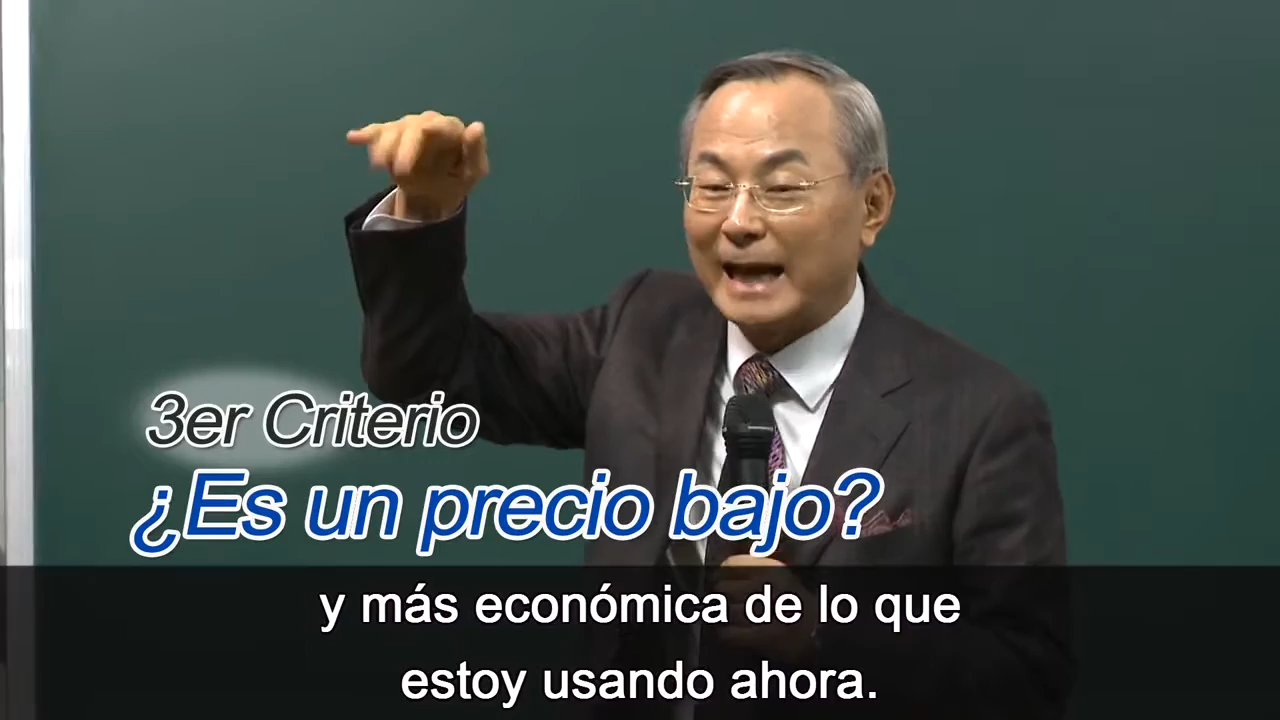 3er Criterio
¿Es un precio bajo?
y más económica de lo que
estoy usando ahora.